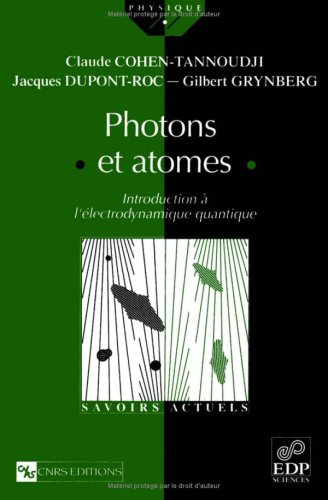 PHYSIQUE
Claude COHEN-TANNOUDJI
Jacques DUPONT-ROC — Gilbert GRYNBERG
Photons
• et atomes •
Introduction à
l'électrodynamique quantique
SAVOIRS ACTUELS
CNRS
CNRS EDITIONS
EDP
SCIENCES